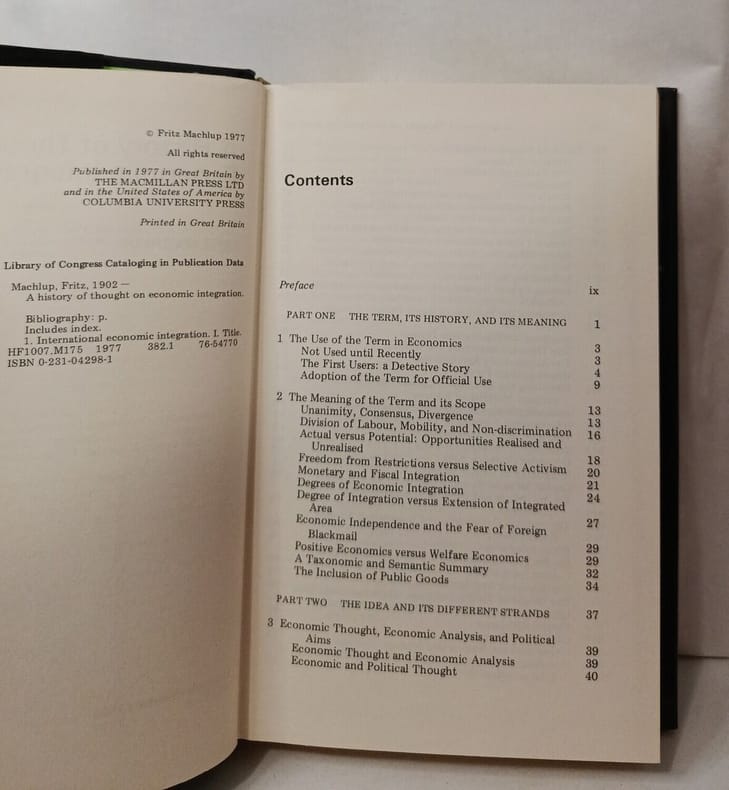 © Fritz Machlup 1977
All rights reserved
Published in 1977 in Great Britain by
THE MACMILLAN PRESS LTD
and in the United States of America by
COLUMBIA UNIVERSITY PRESS
Printed in Great Britain
Library of Congress Cataloging in Publication Data
Machlup, Fritz, 1902 –
A history of thought on economic integration.
Bibliography: p.
Includes index.
1. International economic integration. I. Title.
HF1007.M175 1977 382.1 76-54770
ISBN 0-231-04298-1
Contents
Preface ix
PART ONE THE TERM, ITS HISTORY, AND ITS MEANING 1
1 The Use of the Term in Economics 3
Not Used until Recently 3
The First Users: a Detective Story 4
Adoption of the Term for Official Use 9
2 The Meaning of the Term and its Scope 13
Unanimity, Consensus, Divergence 13
Division of Labour, Mobility, and Non-discrimination 16
Actual versus Potential: Opportunities Realised and
Unrealised 18
Freedom from Restrictions versus Selective Activism 20
Monetary and Fiscal Integration 21
Degrees of Economic Integration 24
Degree of Integration versus Extension of Integrated
Area 27
Economic Independence and the Fear of Foreign
Blackmail 29
Positive Economics versus Welfare Economics 29
A Taxonomic and Semantic Summary 32
The Inclusion of Public Goods 34
PART TWO THE IDEA AND ITS DIFFERENT STRANDS 37
3 Economic Thought, Economic Analysis, and Political
Aims 39
Economic Thought and Economic Analysis 39
Economic and Political Thought 40